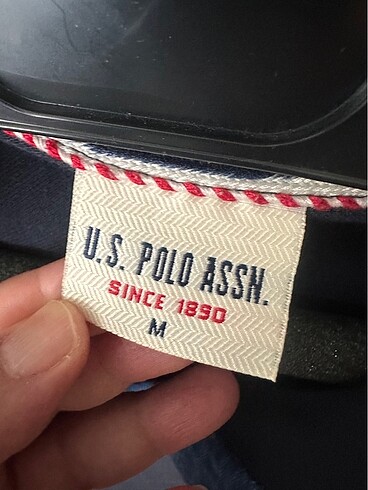 U.S. POLO ASSN.
SINCE 1890
M